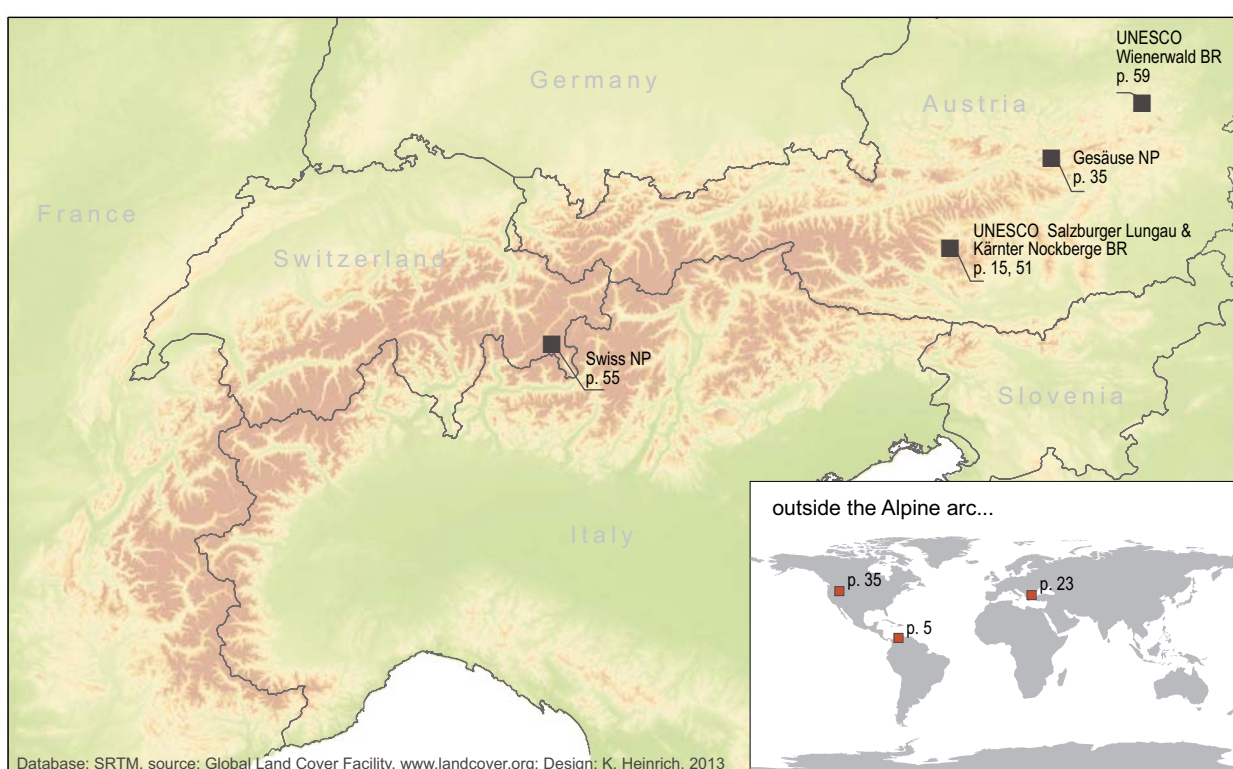 UNESCO
Wienerwald BR
p. 59
Germany
Austria
Gesäuse NP
p. 35
France
UNESCO Salzburger Lungau &
Kärnter Nockberge BR
p. 15, 51
Switzerland
Swiss NP
p. 55
Slovenia
Italy
outside the Alpine arc...
p. 35
p. 23
p. 5
Database: SRTM, source: Global Land Cover Facility, www.landcover.org; Design: K. Heinrich, 2013